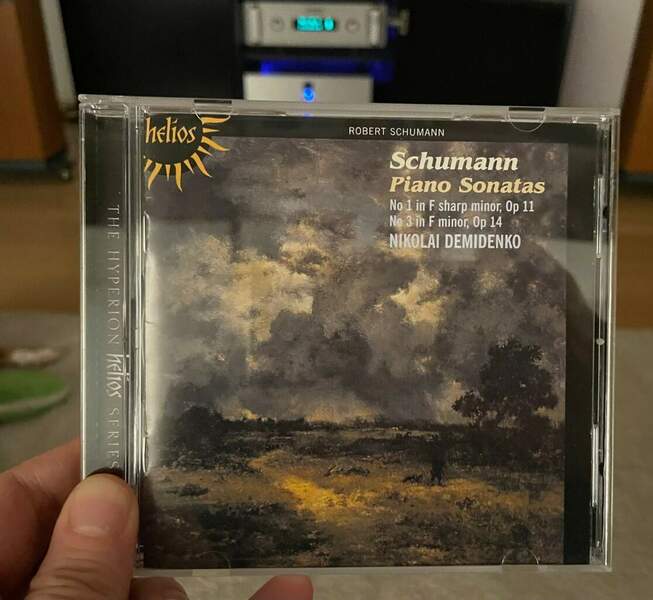 helios
ROBERT SCHUMANN
Schumann
Piano Sonatas
No 1 in F sharp minor, Op 11
No 3 in F minor, Op 14
NIKOLAI DEMIDENKO
THE HYPERION helios SERIES